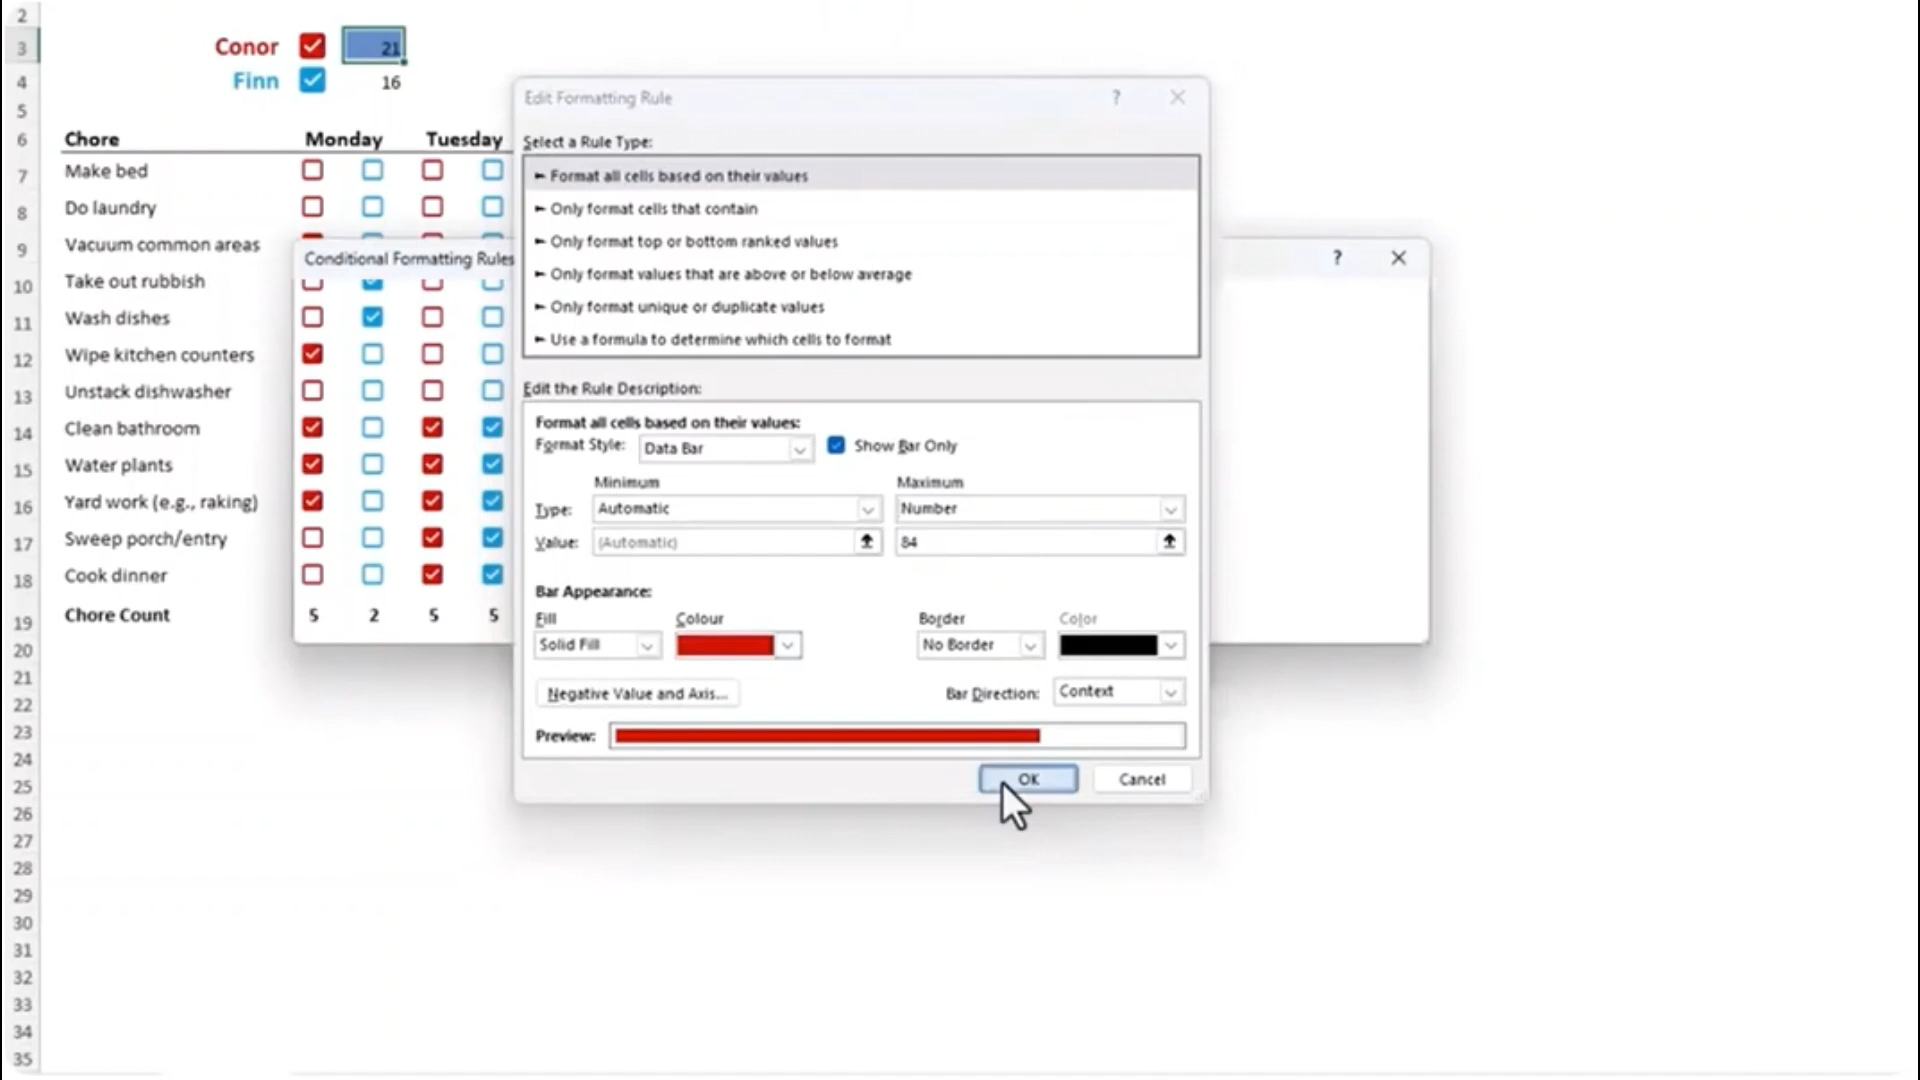 2
3 Conor 21
4 Finn 16
5
6 Chore Monday Tuesday
7 Make bed
8 Do laundry
9 Vacuum common areas
10 Take out rubbish
11 Wash dishes
12 Wipe kitchen counters
13 Unstack dishwasher
14 Clean bathroom
15 Water plants
16 Yard work (e.g., raking)
17 Sweep porch/entry
18 Cook dinner
19 Chore Count 5 2 5 5
20
21
22
23
24
25
26
27
28
29
30
31
32
33
34
35
Conditional Formatting Rules ?
Edit Formatting Rule ?
Select a Rule Type:
► Format all cells based on their values
► Only format cells that contain
► Only format top or bottom ranked values
► Only format values that are above or below average
► Only format unique or duplicate values
► Use a formula to determine which cells to format
Edit the Rule Description:
Format all cells based on their values:
Format Style: Data Bar Show Bar Only
Minimum Maximum
Type: Automatic Number
Value: (Automatic) 84
Bar Appearance:
Fill Colour Border Color
Solid Fill No Border
Negative Value and Axis... Bar Direction: Context
Preview:
OK Cancel